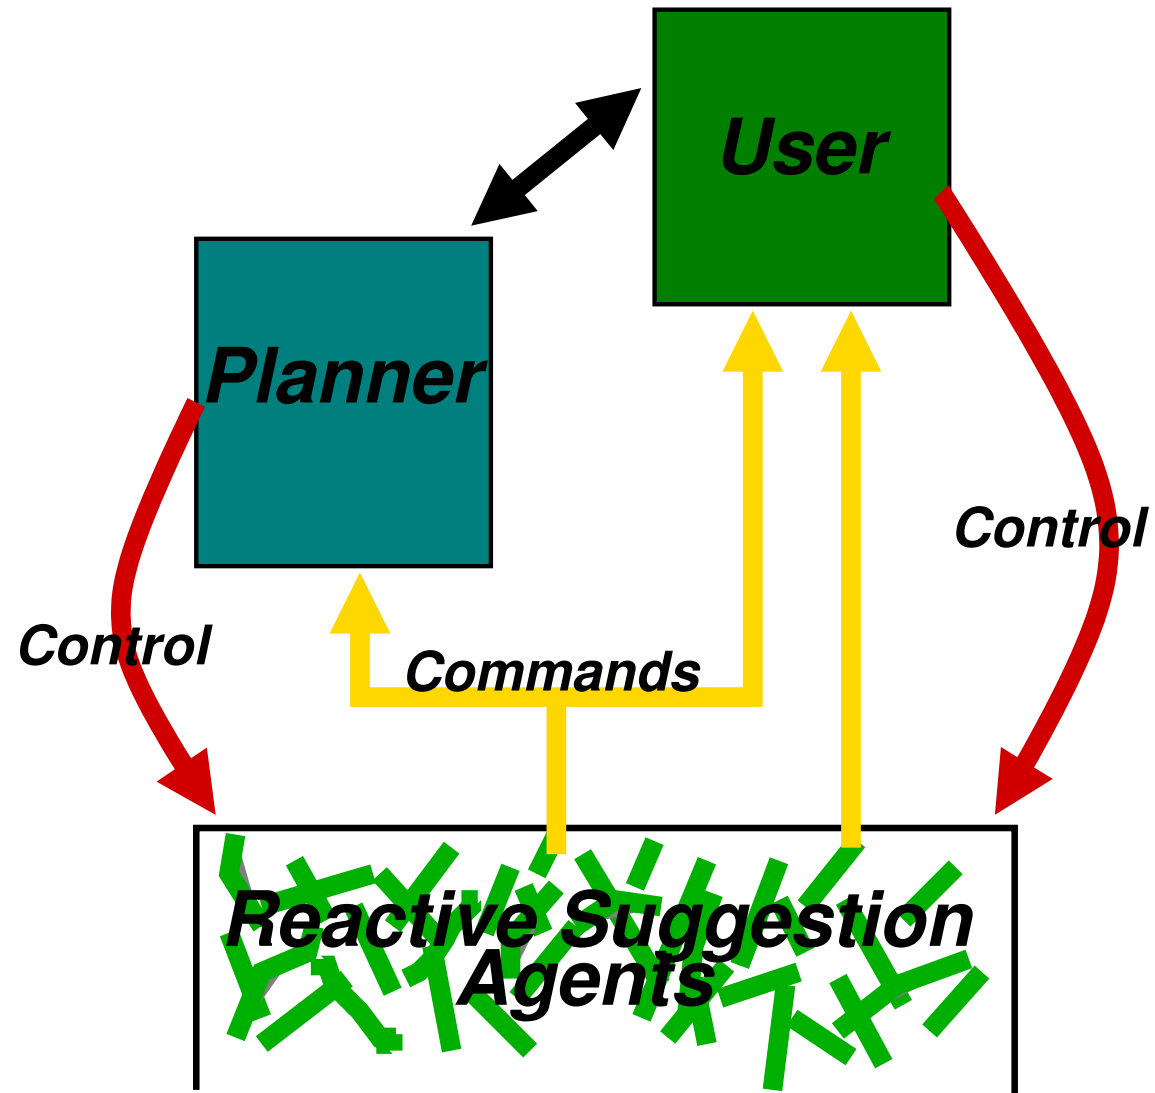 User
Planner
Control
Control
Commands
Reactive Suggestion
Agents